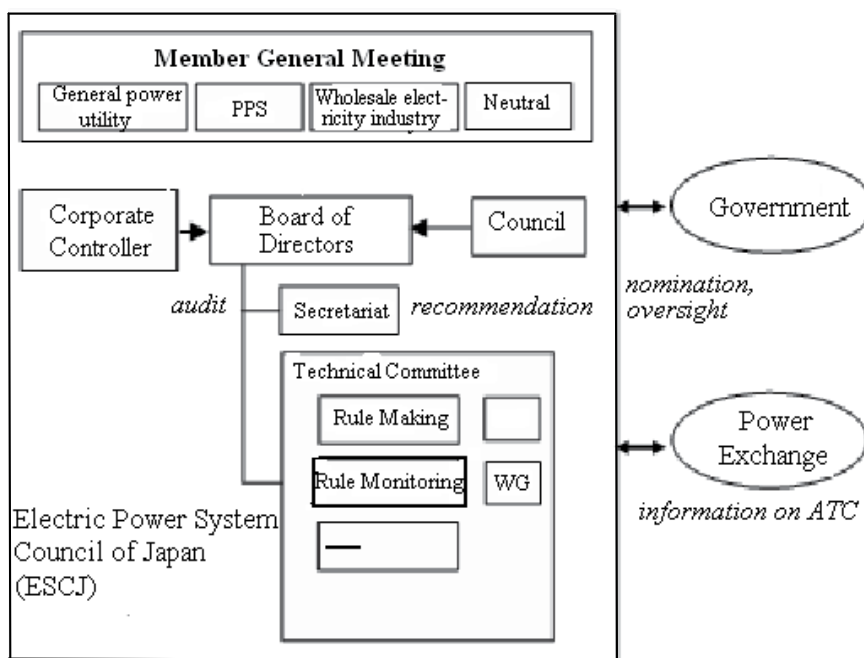 Member General Meeting
General power
utility
PPS
Wholesale elect-
ricity industry
Neutral
Corporate
Controller
Board of
Directors
Council
Government
audit
Secretariat
recommendation
nomination,
oversight
Technical Committee
Rule Making
Rule Monitoring
WG
Power
Exchange
information on ATC
Electric Power System
Council of Japan
(ESCJ)